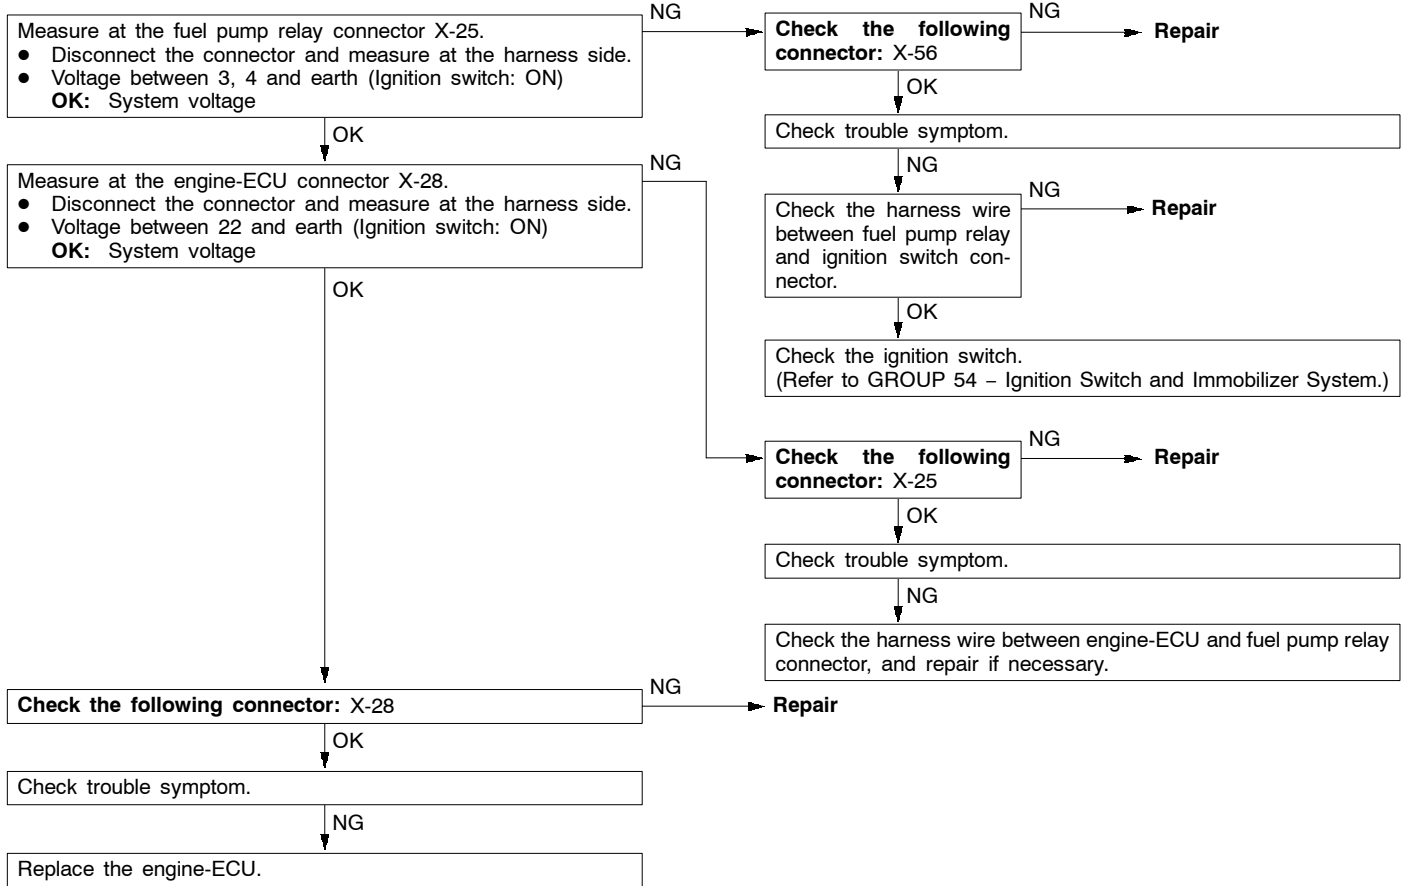 Measure at the fuel pump relay connector X-25.
● Disconnect the connector and measure at the harness side.
● Voltage between 3, 4 and earth (Ignition switch: ON)
OK: System voltage
NG
Check the following
connector: X-56
NG
Repair
OK
Check trouble symptom.
NG
Check the harness wire
between fuel pump relay
and ignition switch con-
nector.
NG
Repair
OK
Check the ignition switch.
(Refer to GROUP 54 – Ignition Switch and Immobilizer System.)
OK
Measure at the engine-ECU connector X-28.
● Disconnect the connector and measure at the harness side.
● Voltage between 22 and earth (Ignition switch: ON)
OK: System voltage
NG
Check the following
connector: X-25
NG
Repair
OK
Check trouble symptom.
NG
Check the harness wire between engine-ECU and fuel pump relay
connector, and repair if necessary.
OK
Check the following connector: X-28
NG
Repair
OK
Check trouble symptom.
NG
Replace the engine-ECU.